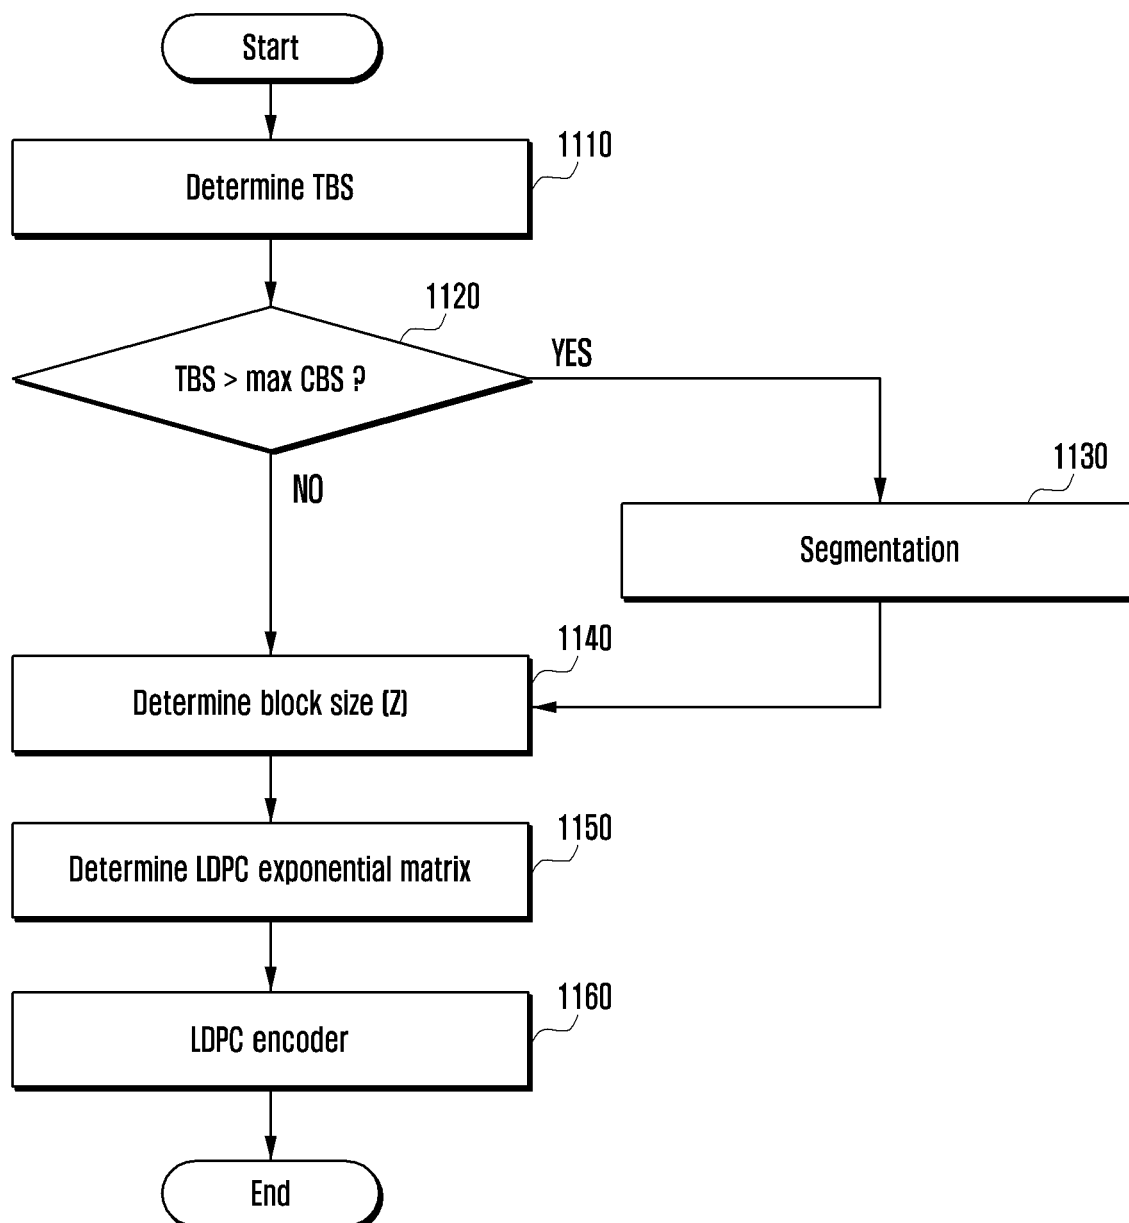 Start
1110
Determine TBS
1120
TBS > max CBS ?
YES
NO
1130
Segmentation
1140
Determine block size (Z)
1150
Determine LDPC exponential matrix
1160
LDPC encoder
End